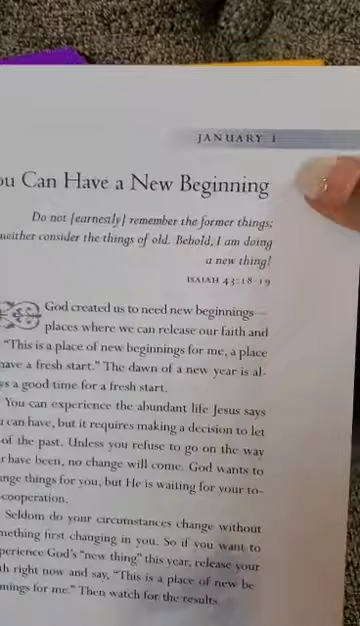 JANUARY 1
ou Can Have a New Beginning
Do not [earnestly] remember the former things;
neither consider the things of old. Behold, I am doing
a new thing!
ISAIAH 43:18-19
God created us to need new beginnings—
places where we can release our faith and
"This is a place of new beginnings for me, a place
have a fresh start." The dawn of a new year is al-
ys a good time for a fresh start.
You can experience the abundant life Jesus says
u can have, but it requires making a decision to let
of the past. Unless you refuse to go on the way
r have been, no change will come. God wants to
ange things for you, but He is waiting for your to-
cooperation.
Seldom do your circumstances change without
mething first changing in you. So if you want to
perience God's "new thing" this year, release your
th right now and say, "This is a place of new be
nnings for me." Then watch for the results.